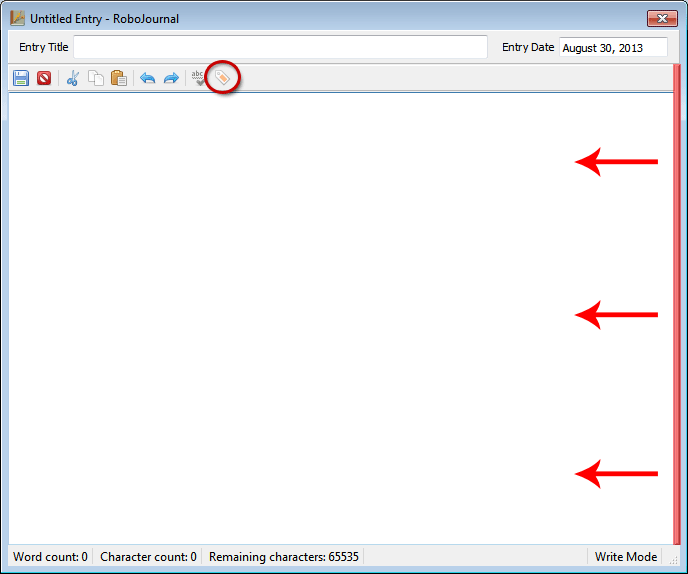 Untitled Entry - RoboJournal
Entry Title Entry Date August 30, 2013
abc
Word count: 0 Character count: 0 Remaining characters: 65535 Write Mode